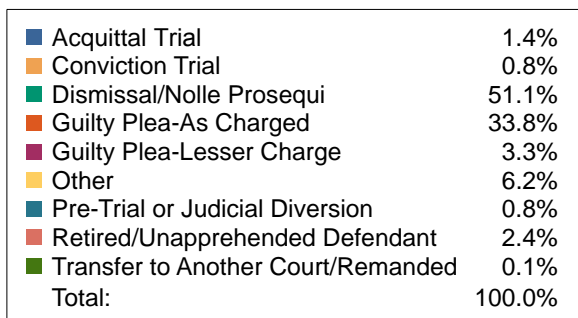 Acquittal Trial 1.4%
Conviction Trial 0.8%
Dismissal/Nolle Prosequi 51.1%
Guilty Plea-As Charged 33.8%
Guilty Plea-Lesser Charge 3.3%
Other 6.2%
Pre-Trial or Judicial Diversion 0.8%
Retired/Unapprehended Defendant 2.4%
Transfer to Another Court/Remanded 0.1%
Total: 100.0%